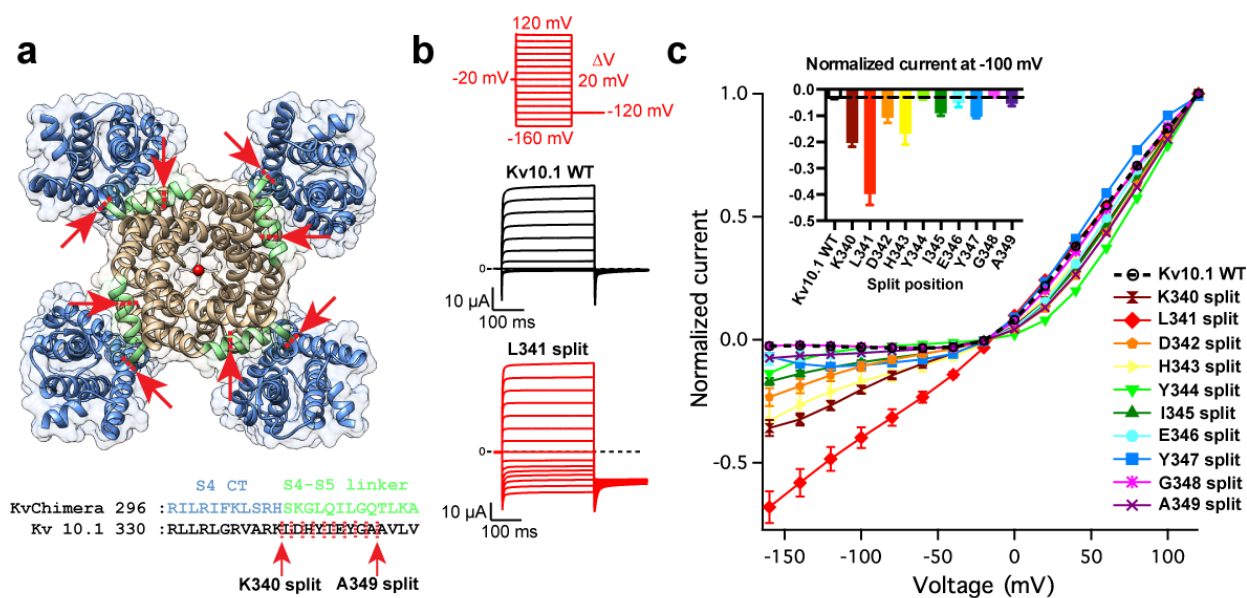 a
S4 CT
S4-S5 linker
KvChimera 296 :RILRIFKLSRHSKGLQILGQTLKA
Kv 10.1 330 :RLLRLGRVARKLDHYIEYGAAVLV
K340 split
A349 split
b
120 mV
ΔV
-20 mV
20 mV
-120 mV
-160 mV
Kv10.1 WT
0
10 µA
100 ms
L341 split
0
10 µA
100 ms
c
Normalized current at -100 mV
0.0
-0.1
-0.2
-0.3
-0.4
-0.5
Kv10.1 WT
K340
L341
D342
H343
Y344
I345
E346
Y347
G348
A349
Split position
1.0
0.5
0.0
-0.5
Normalized current
-150
-100
-50
0
50
100
Voltage (mV)
Kv10.1 WT
K340 split
L341 split
D342 split
H343 split
Y344 split
I345 split
E346 split
Y347 split
G348 split
A349 split